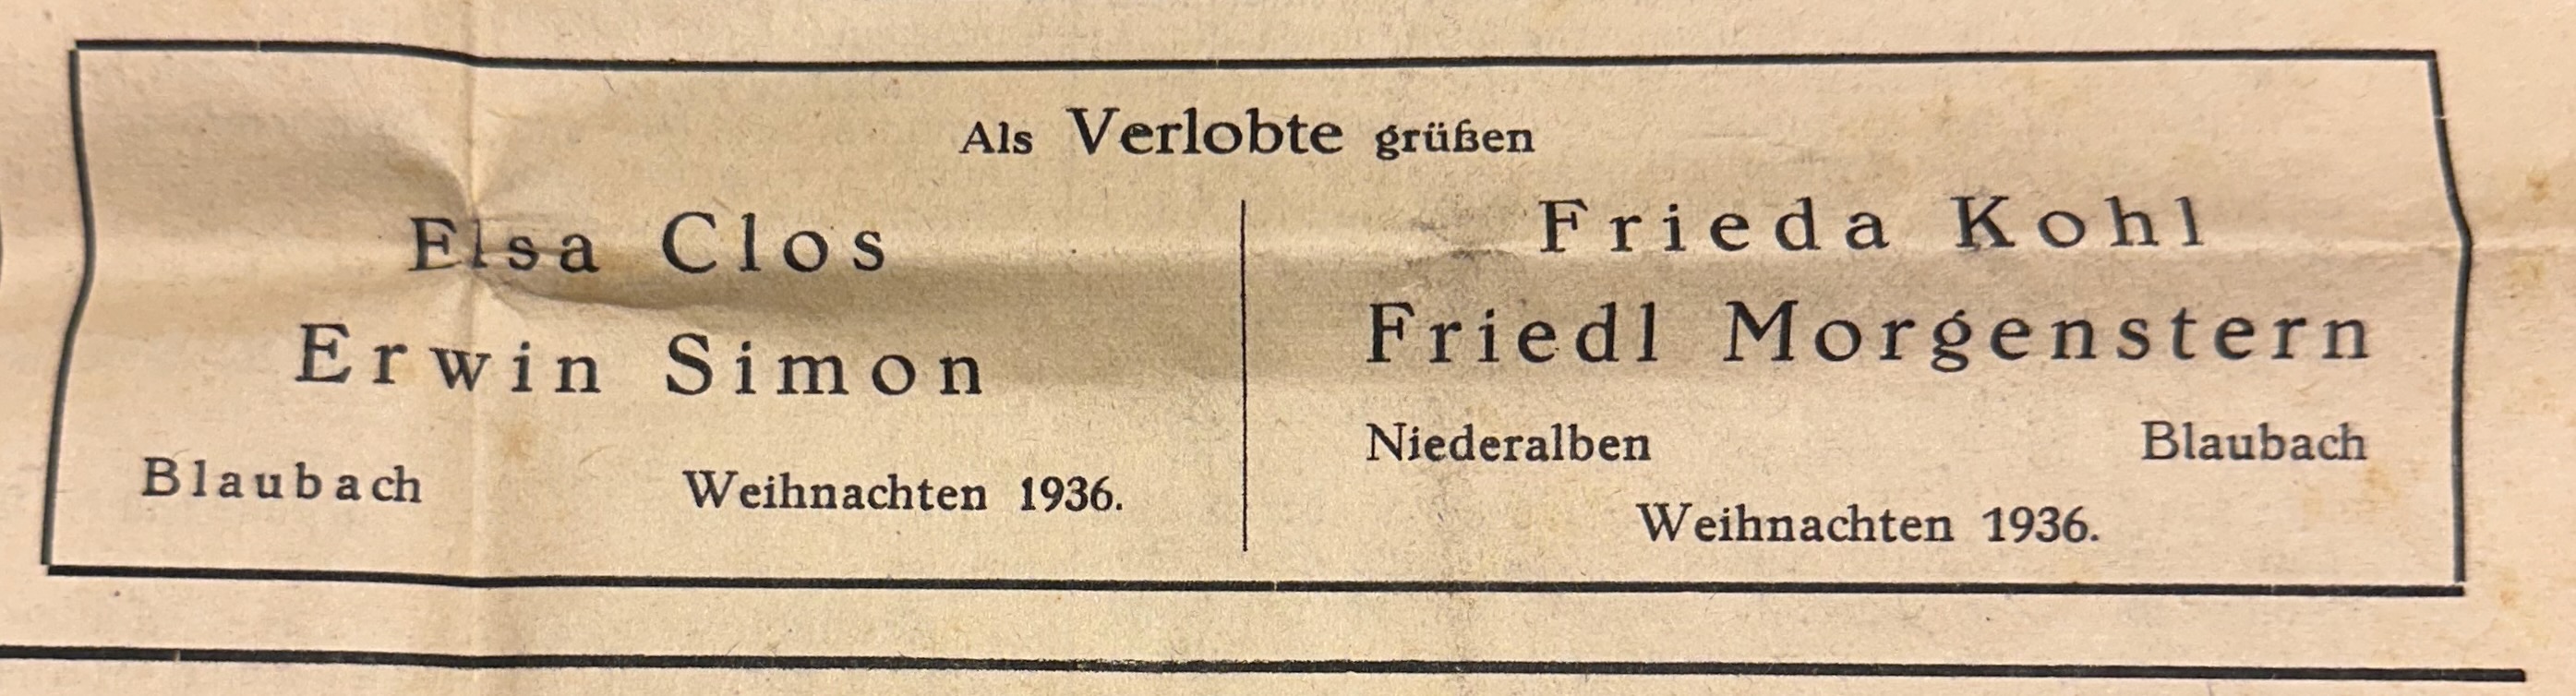 Als Verlobte grüßen
Elsa Clos
Erwin Simon
Blaubach Weihnachten 1936.
Frieda Kohl
Friedl Morgenstern
Niederalben Blaubach
Weihnachten 1936.